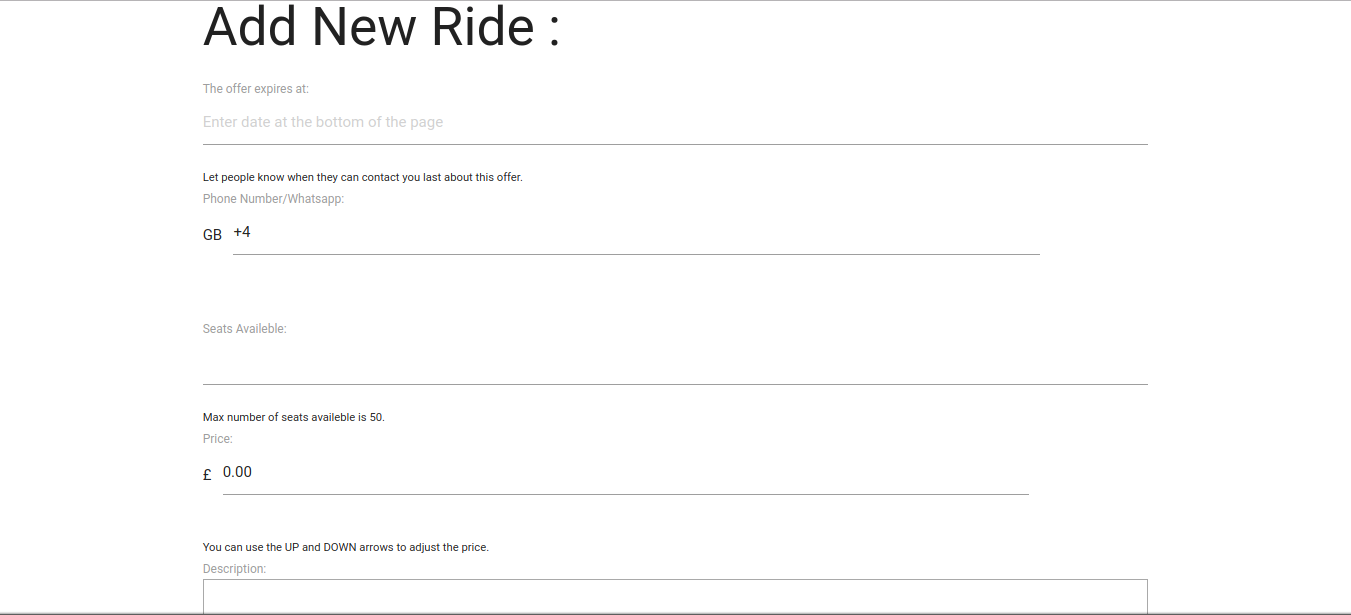 Add New Ride :
The offer expires at:
Enter date at the bottom of the page
Let people know when they can contact you last about this offer.
Phone Number/Whatsapp:
GB +4
Seats Availeble:
Max number of seats availeble is 50.
Price:
£ 0.00
You can use the UP and DOWN arrows to adjust the price.
Description: